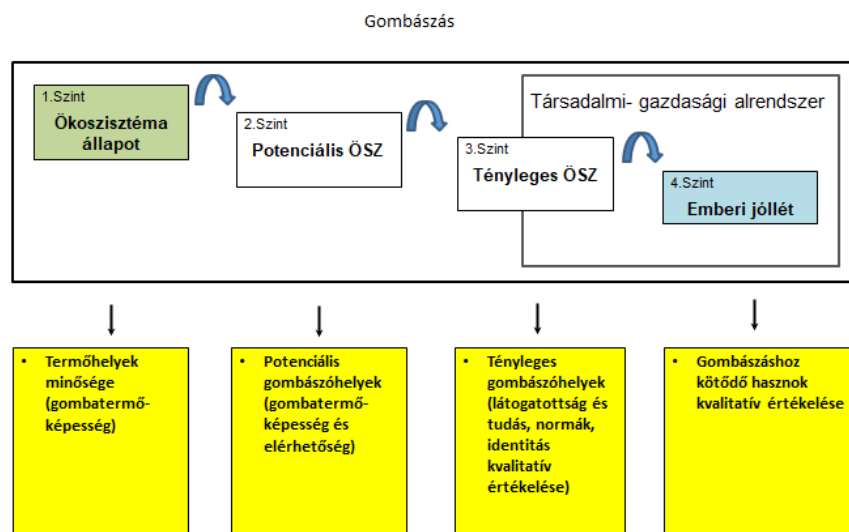 Gombászás
1.Szint
Ökoszisztéma
állapot
2.Szint
Potenciális ÖSZ
Társadalmi- gazdasági alrendszer
3.Szint
Tényleges ÖSZ
4.Szint
Emberi jóllét
• Termőhelyek
minősége
(gombatermő-
képesség)
• Potenciális
gombászóhelyek
(gombatermő-
képesség és
elérhetőség)
• Tényleges
gombászóhelyek
(látogatottság és
tudás, normák,
identitás
kvalitatív
értékelése)
• Gombászáshoz
kötődő hasznok
kvalitatív értékelése